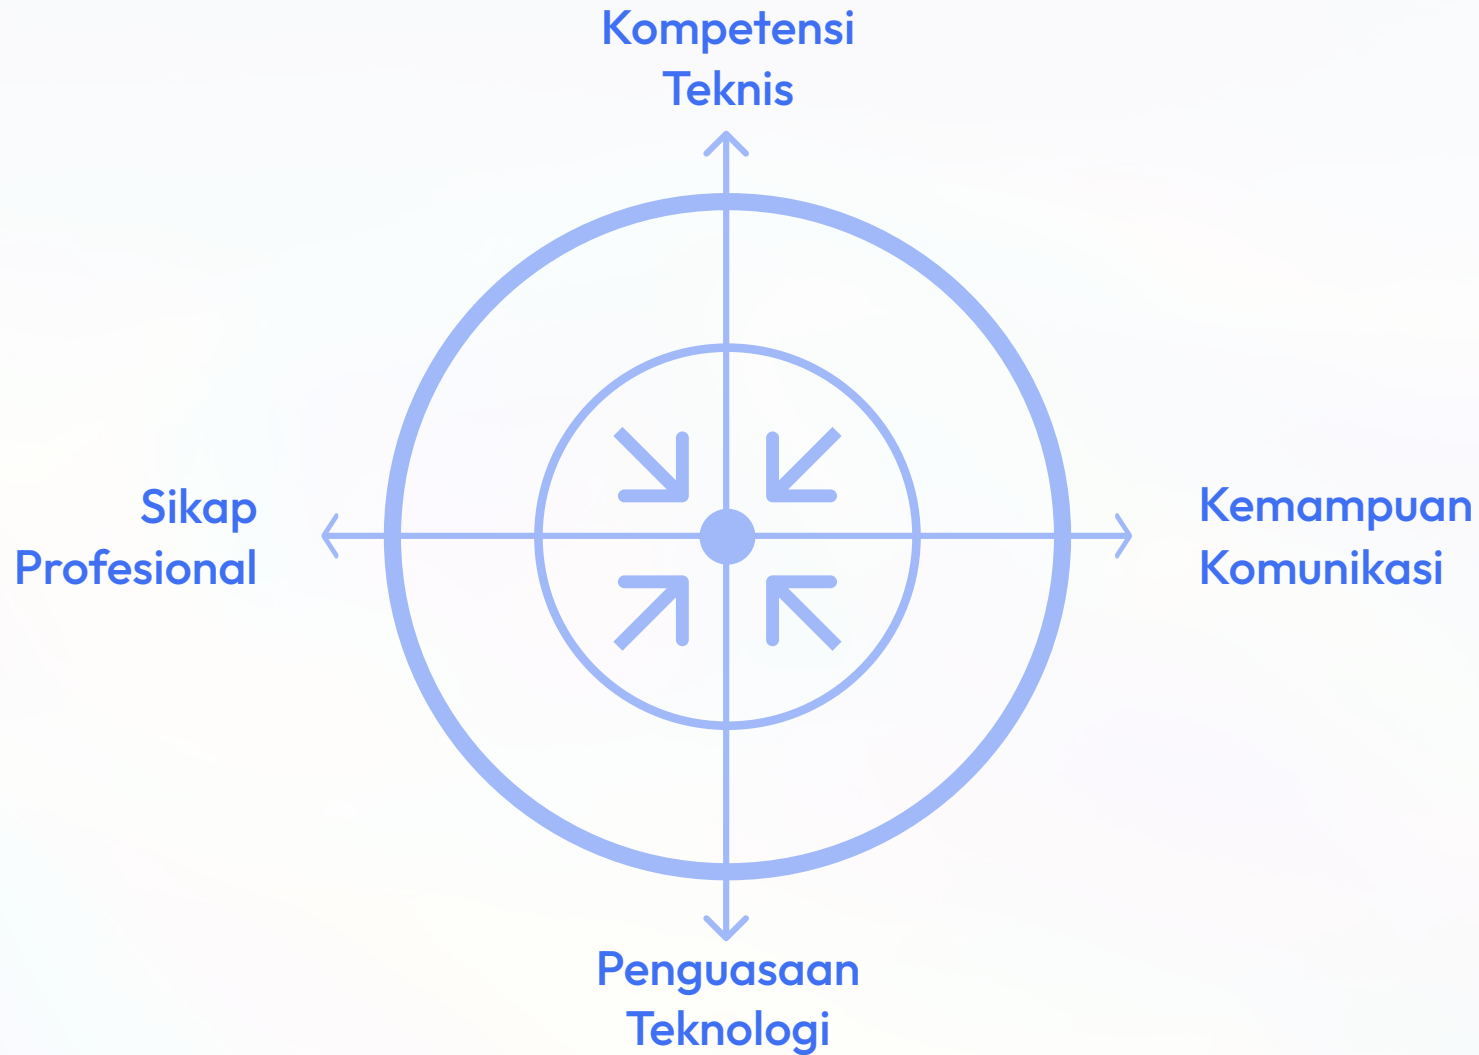 Kompetensi
Teknis
Sikap
Profesional
Kemampuan
Komunikasi
Penguasaan
Teknologi